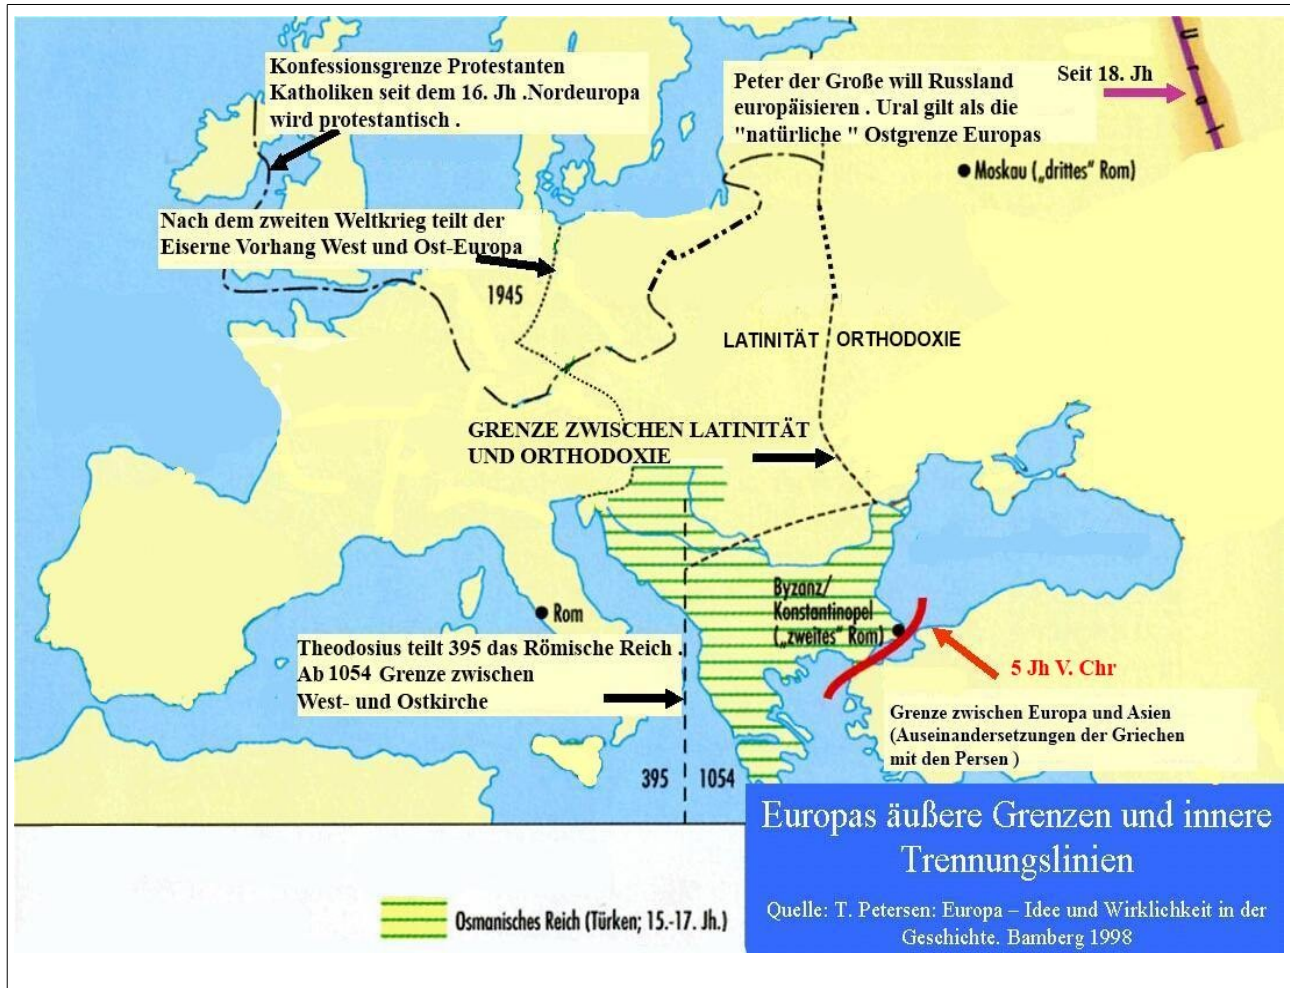 Konfessionsgrenze Protestanten
Katholiken seit dem 16. Jh .Nordeuropa
wird protestantisch .
Peter der Große will Russland
europäisieren . Ural gilt als die
"natürliche " Ostgrenze Europas
Seit 18. Jh
Ural
Moskau („drittes“ Rom)
Nach dem zweiten Weltkrieg teilt der
Eiserne Vorhang West und Ost-Europa
1945
LATINITÄT ORTHODOXIE
GRENZE ZWISCHEN LATINITÄT
UND ORTHODOXIE
Byzanz/
Konstantinopel
(„zweites“ Rom)
Rom
Theodosius teilt 395 das Römische Reich .
Ab 1054 Grenze zwischen
West- und Ostkirche
5 Jh V. Chr
Grenze zwischen Europa und Asien
(Auseinandersetzungen der Griechen
mit den Persen )
395 1054
Europas äußere Grenzen und innere
Trennungslinien
Quelle: T. Petersen: Europa – Idee und Wirklichkeit in der
Geschichte. Bamberg 1998
Osmanisches Reich (Türken; 15.-17. Jh.)